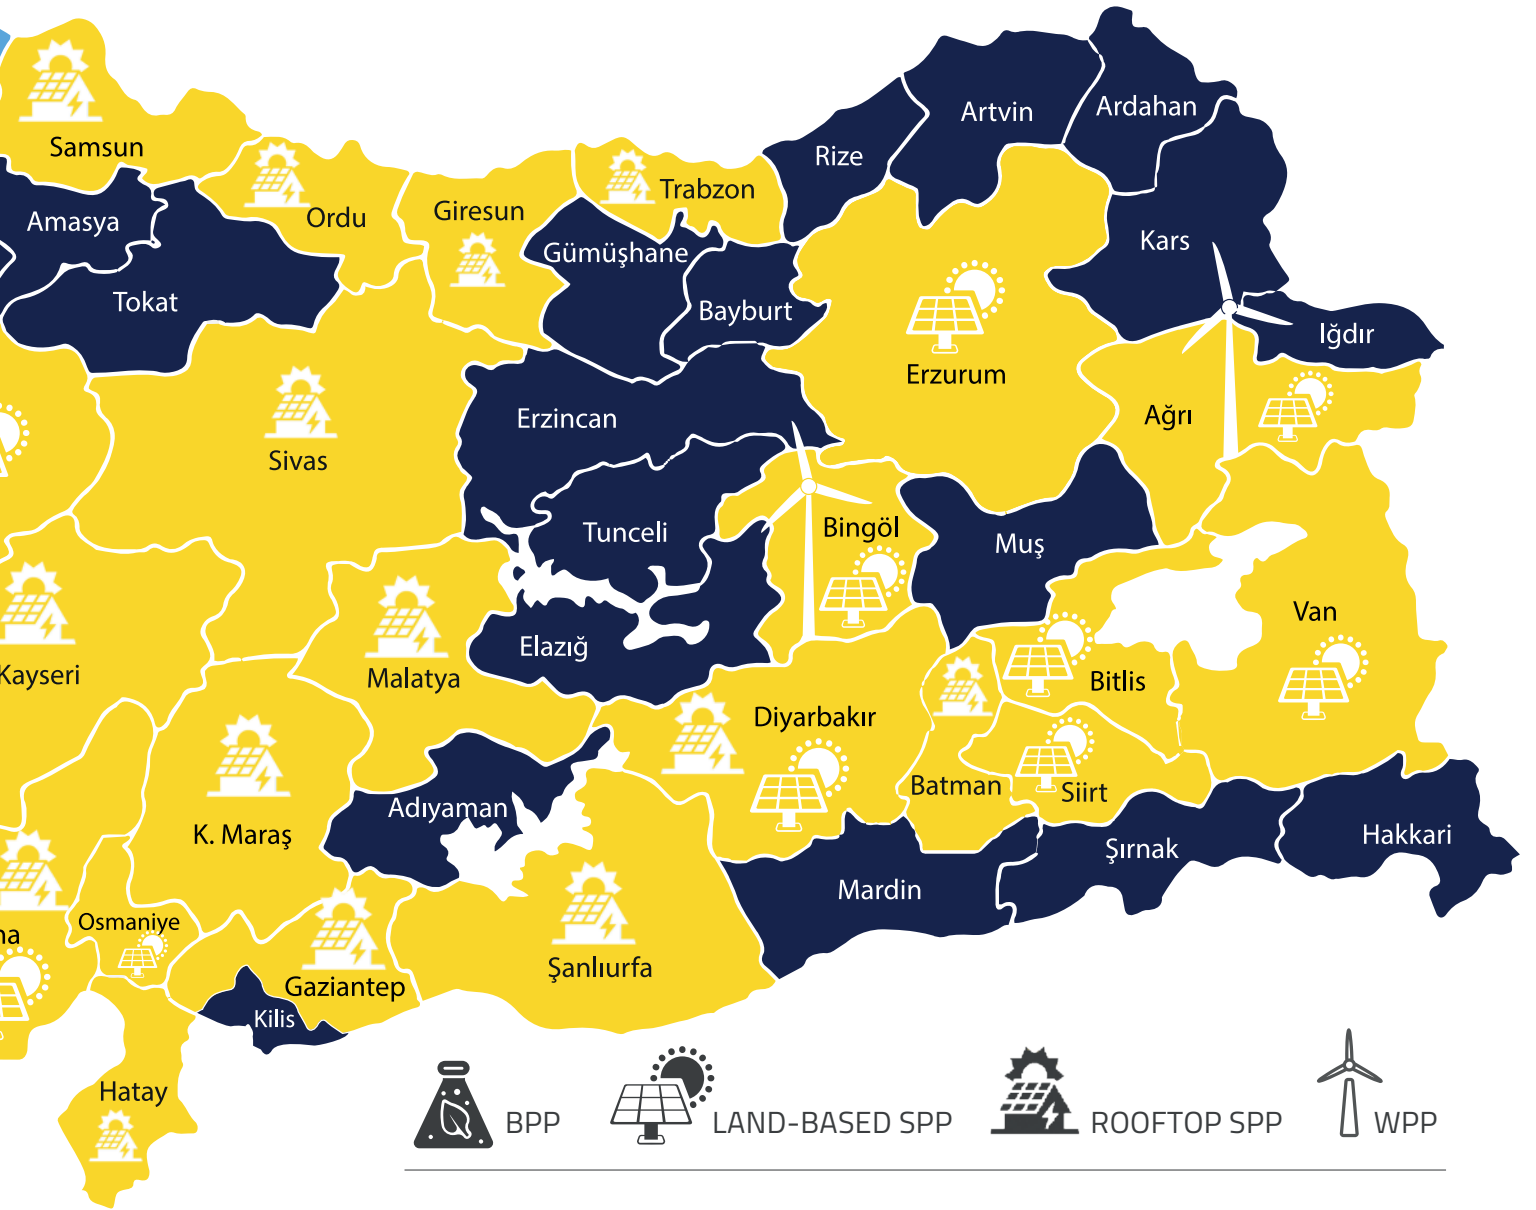 Samsun
Artvin
Ardahan
Rize
Trabzon
Amasya
Ordu
Giresun
Kars
Gümüşhane
Tokat
Bayburt
Iğdır
Erzurum
Ağrı
Erzincan
Sivas
Bingöl
Tunceli
Muş
Van
Elazığ
Kayseri
Malatya
Bitlis
Diyarbakır
Batman
Siirt
Adıyaman
K. Maraş
Şırnak
Hakkari
Mardin
Osmaniye
na
Şanlıurfa
Gaziantep
Kilis
Hatay
BPP
LAND-BASED SPP
ROOFTOP SPP
WPP